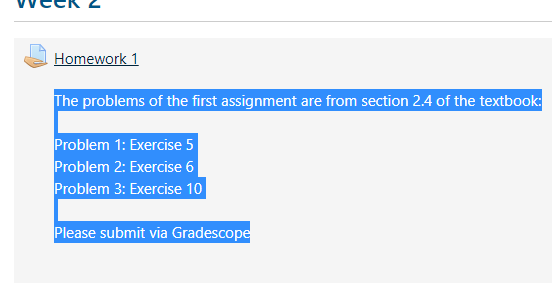 Week 2
Homework 1
The problems of the first assignment are from section 2.4 of the textbook:
Problem 1: Exercise 5
Problem 2: Exercise 6
Problem 3: Exercise 10
Please submit via Gradescope